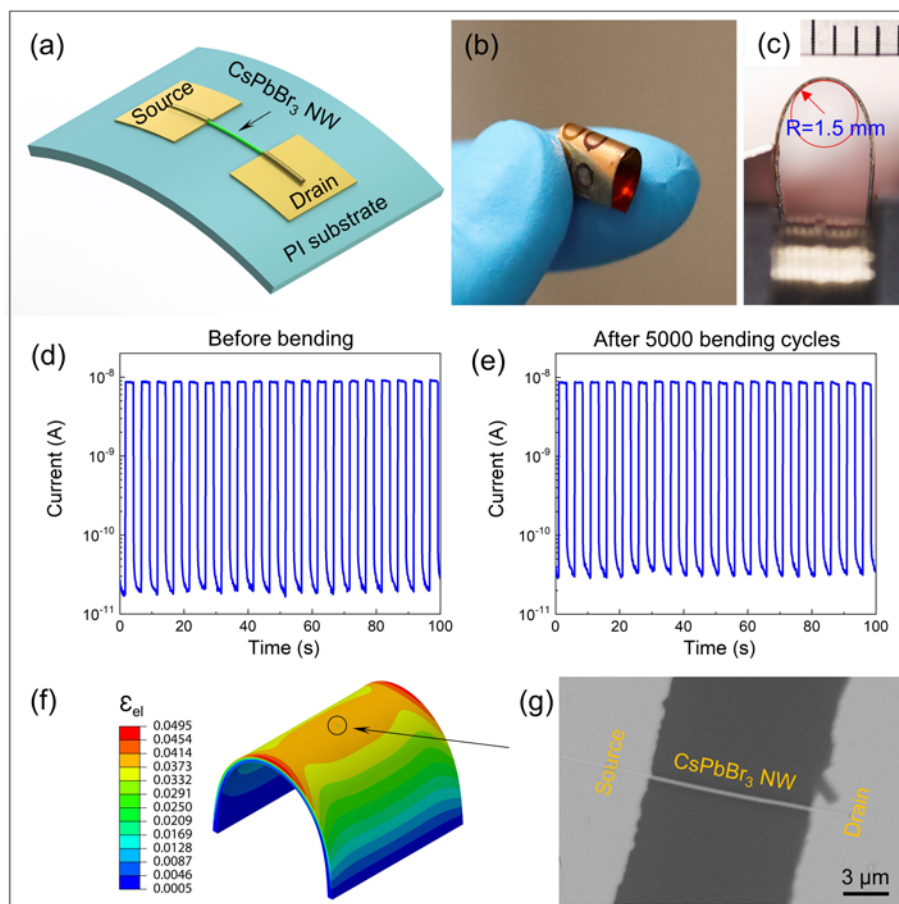 (a)
Source
CsPbBr₃ NW
Drain
PI substrate
(b)
(c)
R=1.5 mm
(d)
Before bending
10⁻⁸
10⁻⁹
10⁻¹⁰
10⁻¹¹
Current (A)
0 20 40 60 80 100
Time (s)
(e)
After 5000 bending cycles
10⁻⁸
10⁻⁹
10⁻¹⁰
10⁻¹¹
Current (A)
0 20 40 60 80 100
Time (s)
(f)
ε_el
0.0495
0.0454
0.0414
0.0373
0.0332
0.0291
0.0250
0.0209
0.0169
0.0128
0.0087
0.0046
0.0005
(g)
Source
CsPbBr₃ NW
Drain
3 μm